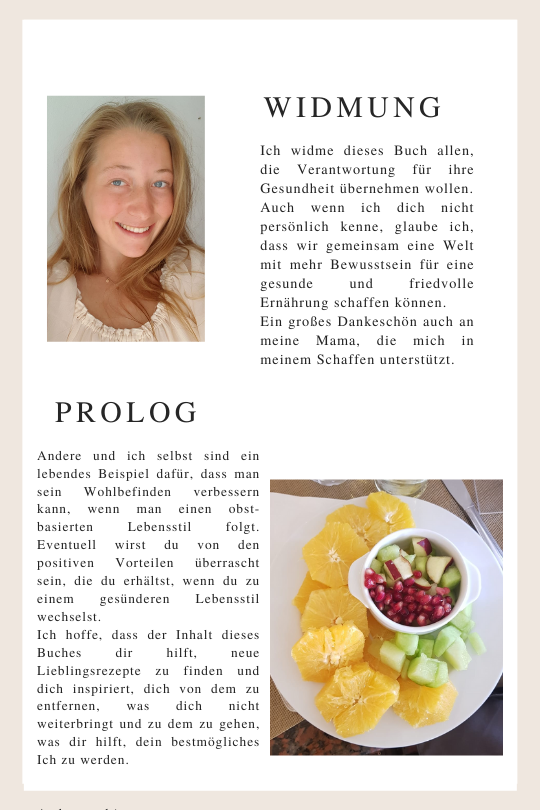 WIDMUNG
Ich widme dieses Buch allen,
die Verantwortung für ihre
Gesundheit übernehmen wollen.
Auch wenn ich dich nicht
persönlich kenne, glaube ich,
dass wir gemeinsam eine Welt
mit mehr Bewusstsein für eine
gesunde und friedvolle
Ernährung schaffen können.
Ein großes Dankeschön auch an
meine Mama, die mich in
meinem Schaffen unterstützt.
PROLOG
Andere und ich selbst sind ein
lebendes Beispiel dafür, dass man
sein Wohlbefinden verbessern
kann, wenn man einen obst-
basierten Lebensstil folgt.
Eventuell wirst du von den
positiven Vorteilen überrascht
sein, die du erhältst, wenn du zu
einem gesünderen Lebensstil
wechselst.
Ich hoffe, dass der Inhalt dieses
Buches dir hilft, neue
Lieblingsrezepte zu finden und
dich inspiriert, dich von dem zu
entfernen, was dich nicht
weiterbringt und zu dem zu gehen,
was dir hilft, dein bestmögliches
Ich zu werden.